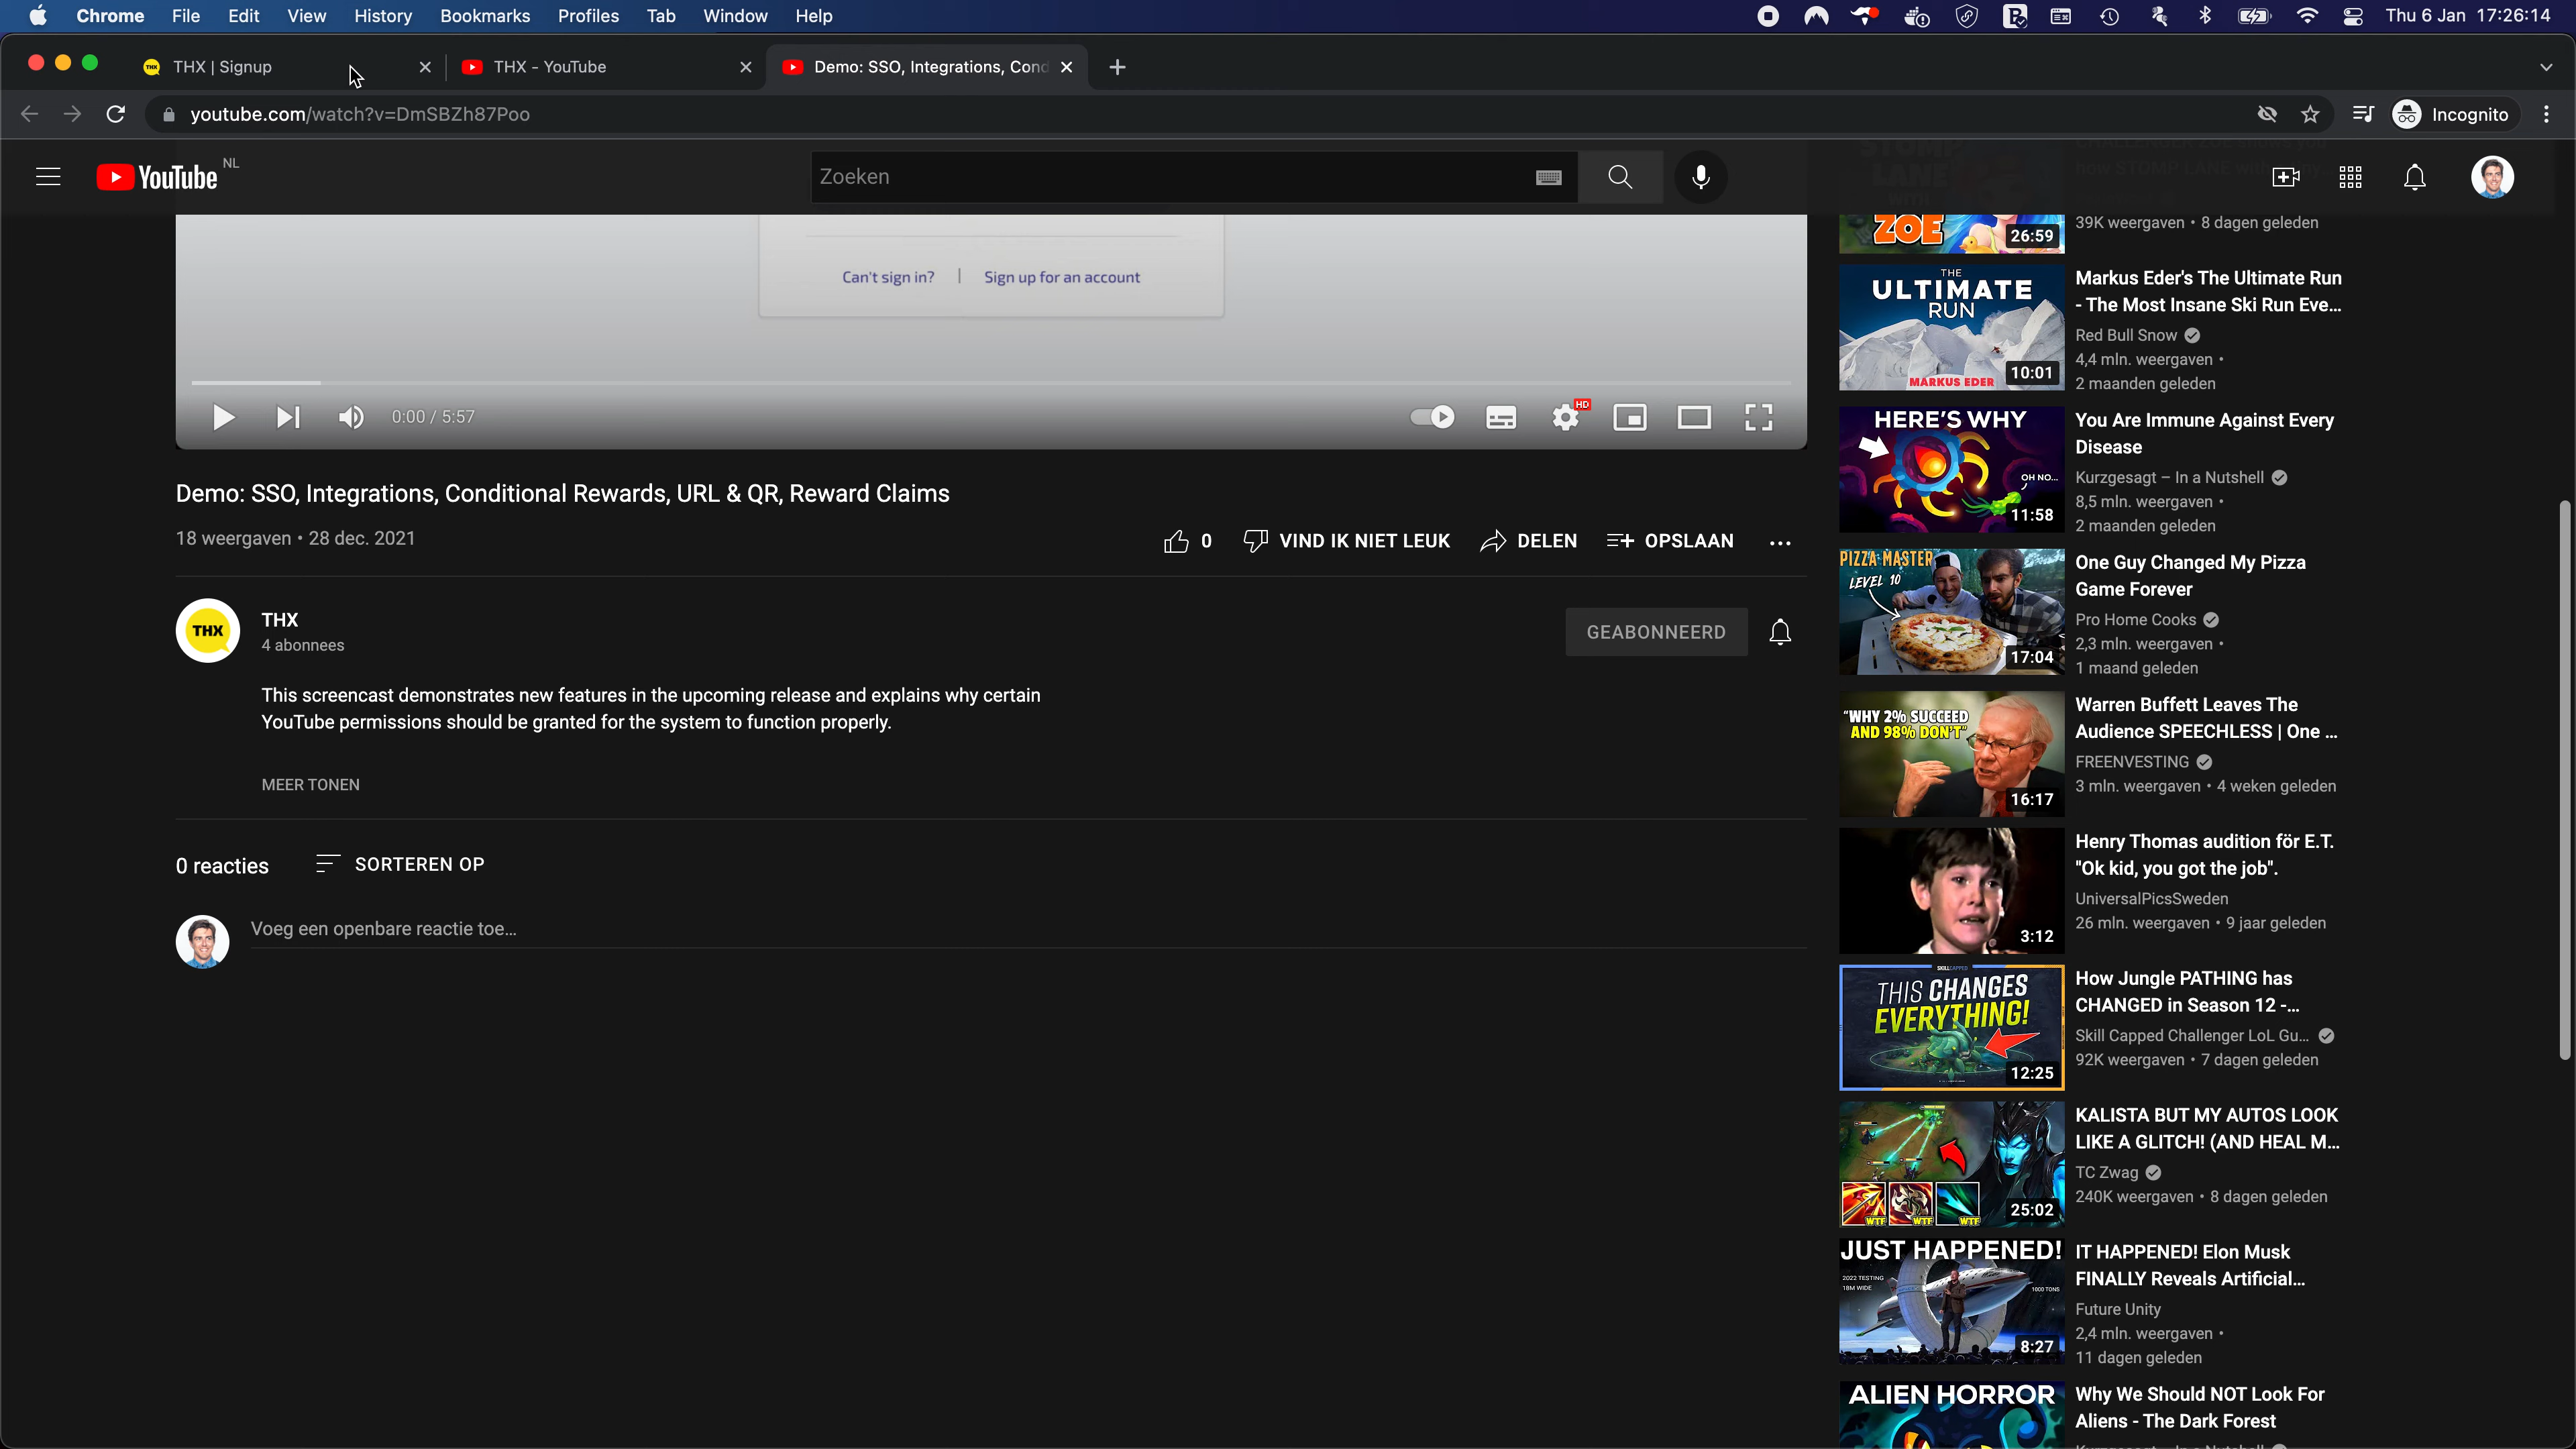 Chrome File Edit View History Bookmarks Profiles Tab Window Help
Thu 6 Jan 17:26:14
THX | Signup
THX - YouTube
Demo: SSO, Integrations, Cond
youtube.com/watch?v=DmSBZh87Poo
Incognito
YouTube NL
Zoeken
Can't sign in? | Sign up for an account
0:00 / 5:57
HD
Demo: SSO, Integrations, Conditional Rewards, URL & QR, Reward Claims
18 weergaven • 28 dec. 2021
0 VIND IK NIET LEUK DELEN OPSLAAN
THX
THX
4 abonnees
GEABONNEERD
This screencast demonstrates new features in the upcoming release and explains why certain
YouTube permissions should be granted for the system to function properly.
MEER TONEN
0 reacties SORTEREN OP
Voeg een openbare reactie toe...
ZOE
26:59
39K weergaven • 8 dagen geleden
THE
ULTIMATE
RUN
MARKUS EDER
10:01
Markus Eder's The Ultimate Run
- The Most Insane Ski Run Eve...
Red Bull Snow
4,4 mln. weergaven •
2 maanden geleden
HERE'S WHY
OH NO...
11:58
You Are Immune Against Every
Disease
Kurzgesagt – In a Nutshell
8,5 mln. weergaven •
2 maanden geleden
PIZZA MASTER
LEVEL 10
17:04
One Guy Changed My Pizza
Game Forever
Pro Home Cooks
2,3 mln. weergaven •
1 maand geleden
"WHY 2% SUCCEED
AND 98% DON'T"
16:17
Warren Buffett Leaves The
Audience SPEECHLESS | One ...
FREENVESTING
3 mln. weergaven • 4 weken geleden
3:12
Henry Thomas audition för E.T.
"Ok kid, you got the job".
UniversalPicsSweden
26 mln. weergaven • 9 jaar geleden
SKILLCAPPED
THIS CHANGES
EVERYTHING!
12:25
How Jungle PATHING has
CHANGED in Season 12 -...
Skill Capped Challenger LoL Gu...
92K weergaven • 7 dagen geleden
WTF WTF WTF
25:02
KALISTA BUT MY AUTOS LOOK
LIKE A GLITCH! (AND HEAL M...
TC Zwag
240K weergaven • 8 dagen geleden
JUST HAPPENED!
2022 TESTING
18M WIDE
1000 TONS
8:27
IT HAPPENED! Elon Musk
FINALLY Reveals Artificial...
Future Unity
2,4 mln. weergaven •
11 dagen geleden
ALIEN HORROR
Why We Should NOT Look For
Aliens - The Dark Forest